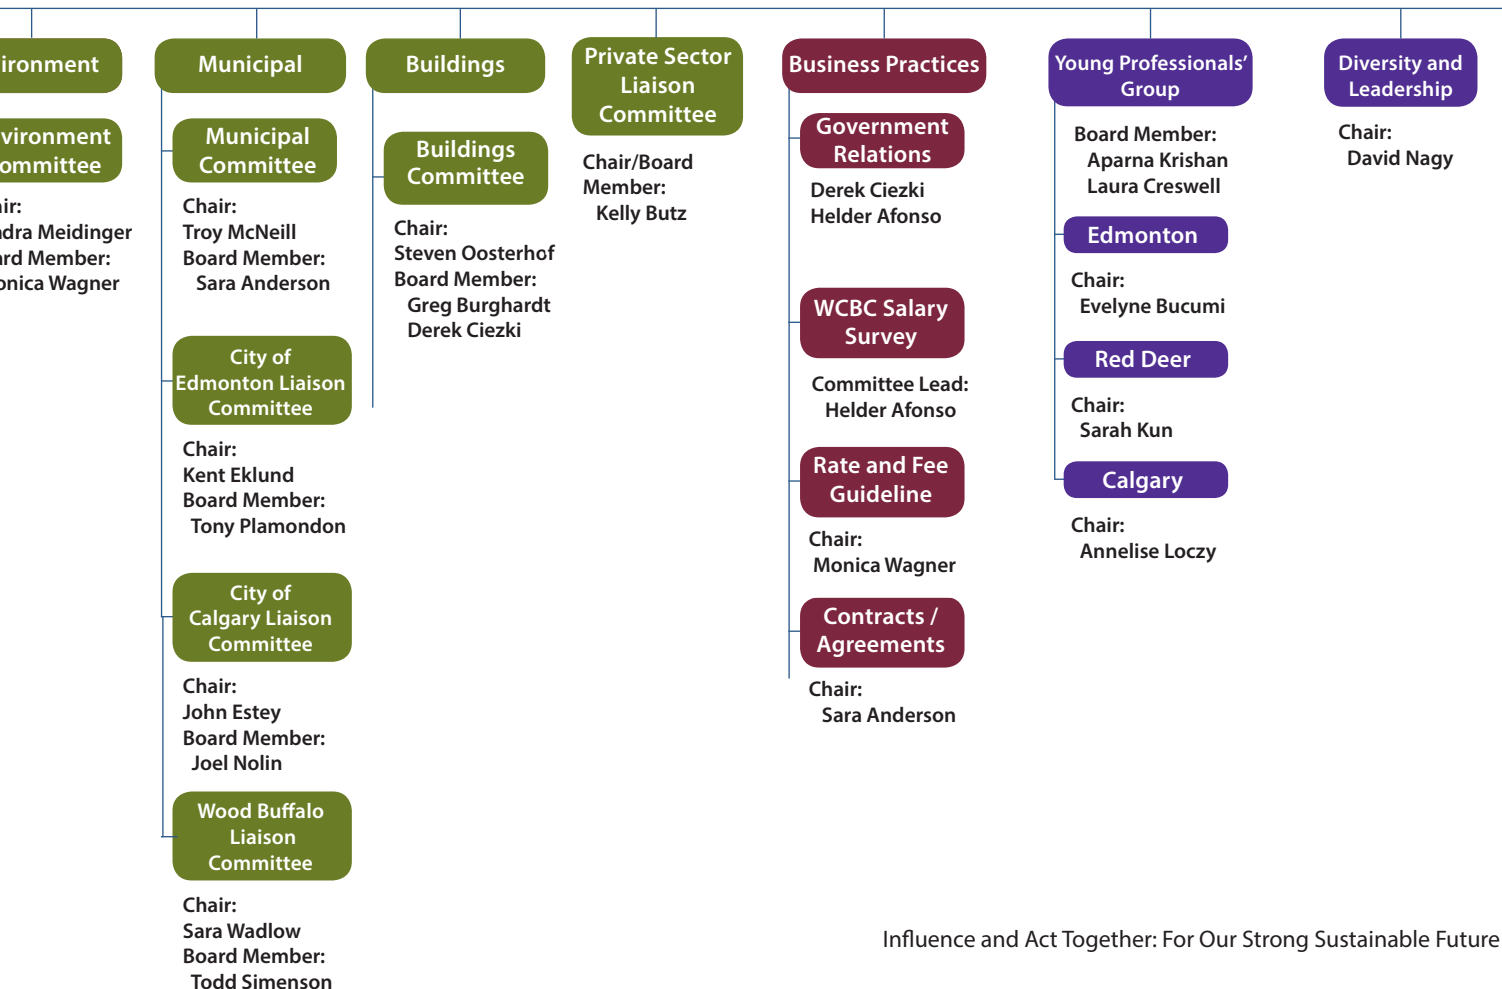 ironment
vironment
ommittee
ir:
dra Meidinger
ard Member:
onica Wagner
Municipal
Municipal
Committee
Chair:
Troy McNeill
Board Member:
Sara Anderson
City of
Edmonton Liaison
Committee
Chair:
Kent Eklund
Board Member:
Tony Plamondon
City of
Calgary Liaison
Committee
Chair:
John Estey
Board Member:
Joel Nolin
Wood Buffalo
Liaison
Committee
Chair:
Sara Wadlow
Board Member:
Todd Simenson
Buildings
Buildings
Committee
Chair:
Steven Oosterhof
Board Member:
Greg Burghardt
Derek Ciezki
Private Sector
Liaison
Committee
Chair/Board
Member:
Kelly Butz
Business Practices
Government
Relations
Derek Ciezki
Helder Afonso
WCBC Salary
Survey
Committee Lead:
Helder Afonso
Rate and Fee
Guideline
Chair:
Monica Wagner
Contracts /
Agreements
Chair:
Sara Anderson
Young Professionals’
Group
Board Member:
Aparna Krishan
Laura Creswell
Edmonton
Chair:
Evelyne Bucumi
Red Deer
Chair:
Sarah Kun
Calgary
Chair:
Annelise Loczy
Diversity and
Leadership
Chair:
David Nagy
Influence and Act Together: For Our Strong Sustainable Future